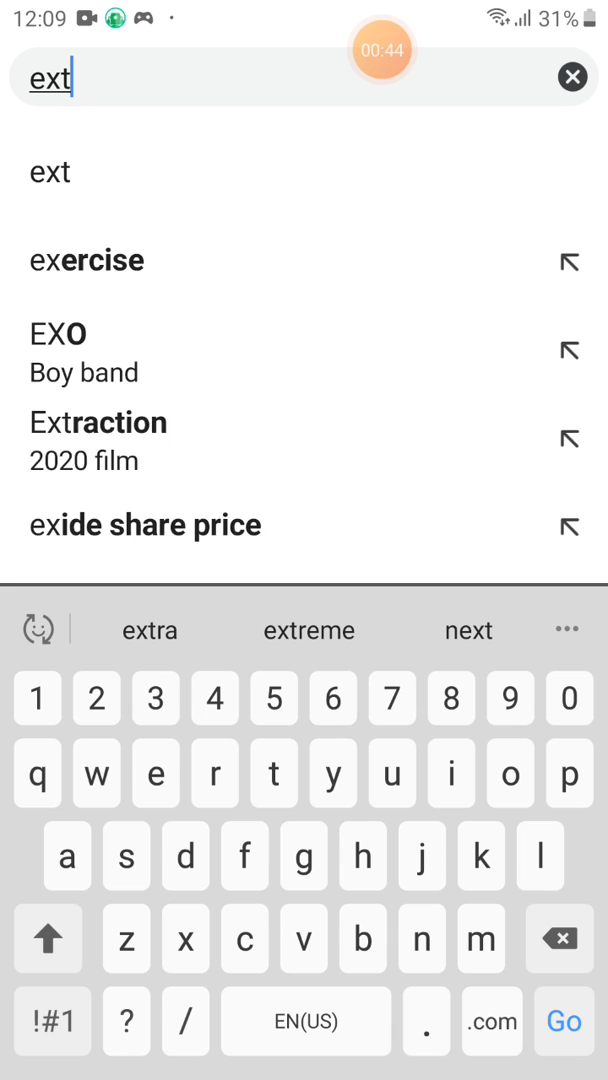 12:09 31%
00:44
ext
ext
exercise
EXO
Boy band
Extraction
2020 film
exide share price
extra extreme next ...
1 2 3 4 5 6 7 8 9 0
q w e r t y u i o p
a s d f g h j k l
z x c v b n m
!#1 ? / EN(US) . .com Go